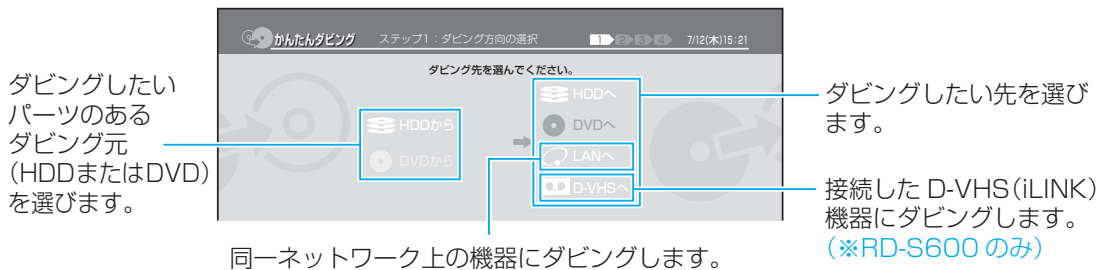 かんたんダビング ステップ1:ダビング方向の選択 1 2 3 4 7/12(木)15:21
ダビング先を選んでください。
HDDから
DVDから
HDDへ
DVDへ
LANへ
D-VHSへ
ダビングしたい
パーツのある
ダビング元
(HDDまたはDVD)
を選びます。
ダビングしたい先を選び
ます。
接続した D-VHS(iLINK)
機器にダビングします。
(※RD-S600 のみ)
同一ネットワーク上の機器にダビングします。